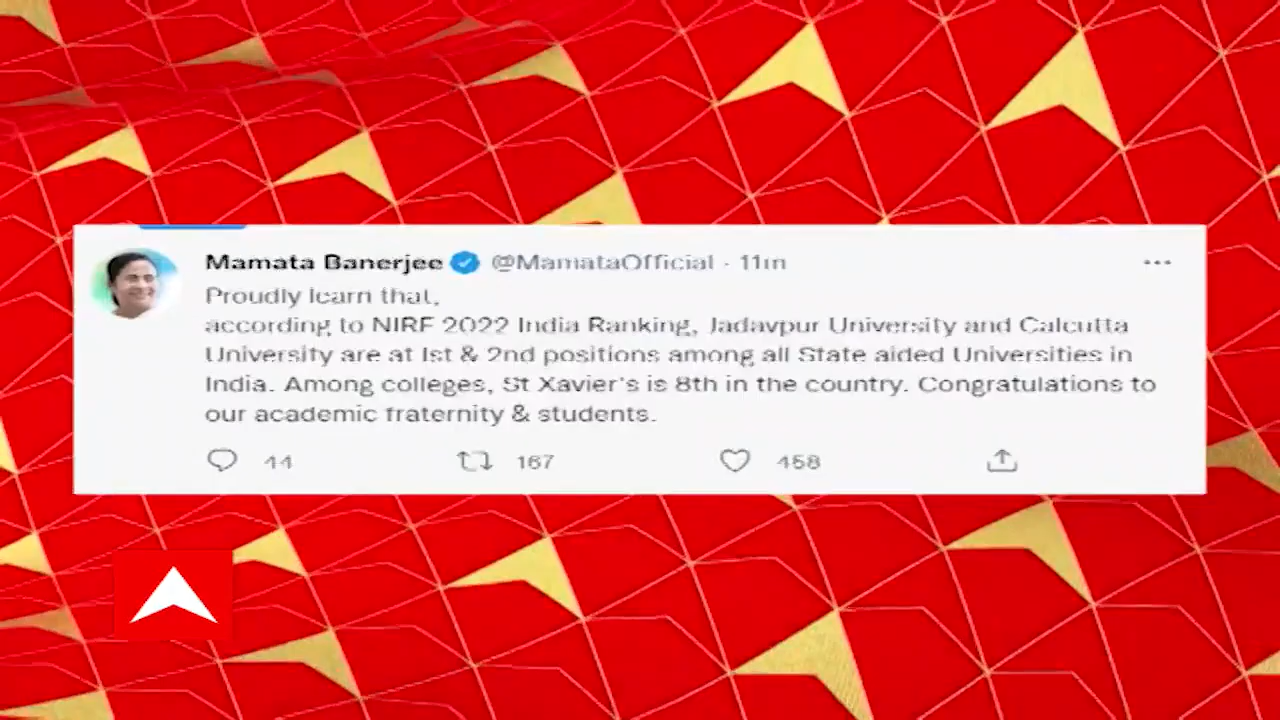 Mamata Banerjee @MamataOfficial · 11m
Proudly learn that,
according to NIRF 2022 India Ranking, Jadavpur University and Calcutta
University are at Ist & 2nd positions among all State aided Universities in
India. Among colleges, St Xavier's is 8th in the country. Congratulations to
our academic fraternity & students.
44 167 458